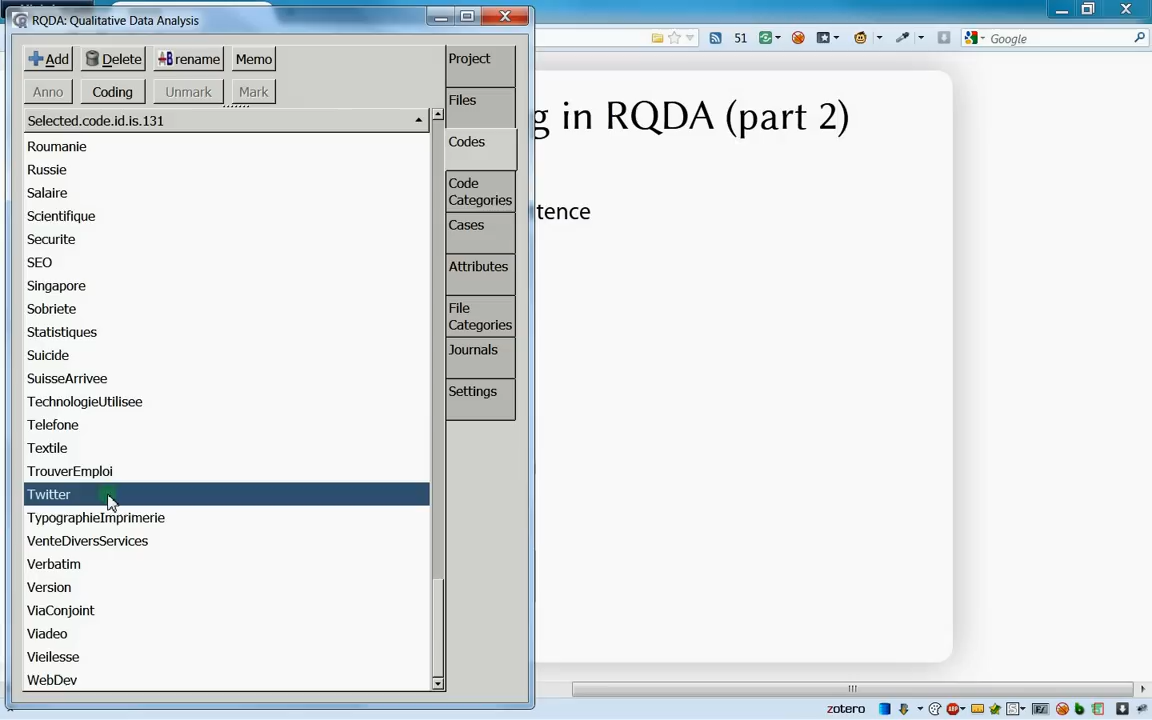 RQDA: Qualitative Data Analysis
Add
Delete
rename
Memo
Anno
Coding
Unmark
Mark
Selected.code.id.is.131
Roumanie
Russie
Salaire
Scientifique
Securite
SEO
Singapore
Sobriete
Statistiques
Suicide
SuisseArrivee
TechnologieUtilisee
Telefone
Textile
TrouverEmploi
Twitter
TypographieImprimerie
VenteDiversServices
Verbatim
Version
ViaConjoint
Viadeo
Vieilesse
WebDev
Project
Files
Codes
Code
Categories
Cases
Attributes
File
Categories
Journals
Settings
51
Google
g in RQDA (part 2)
tence
zotero